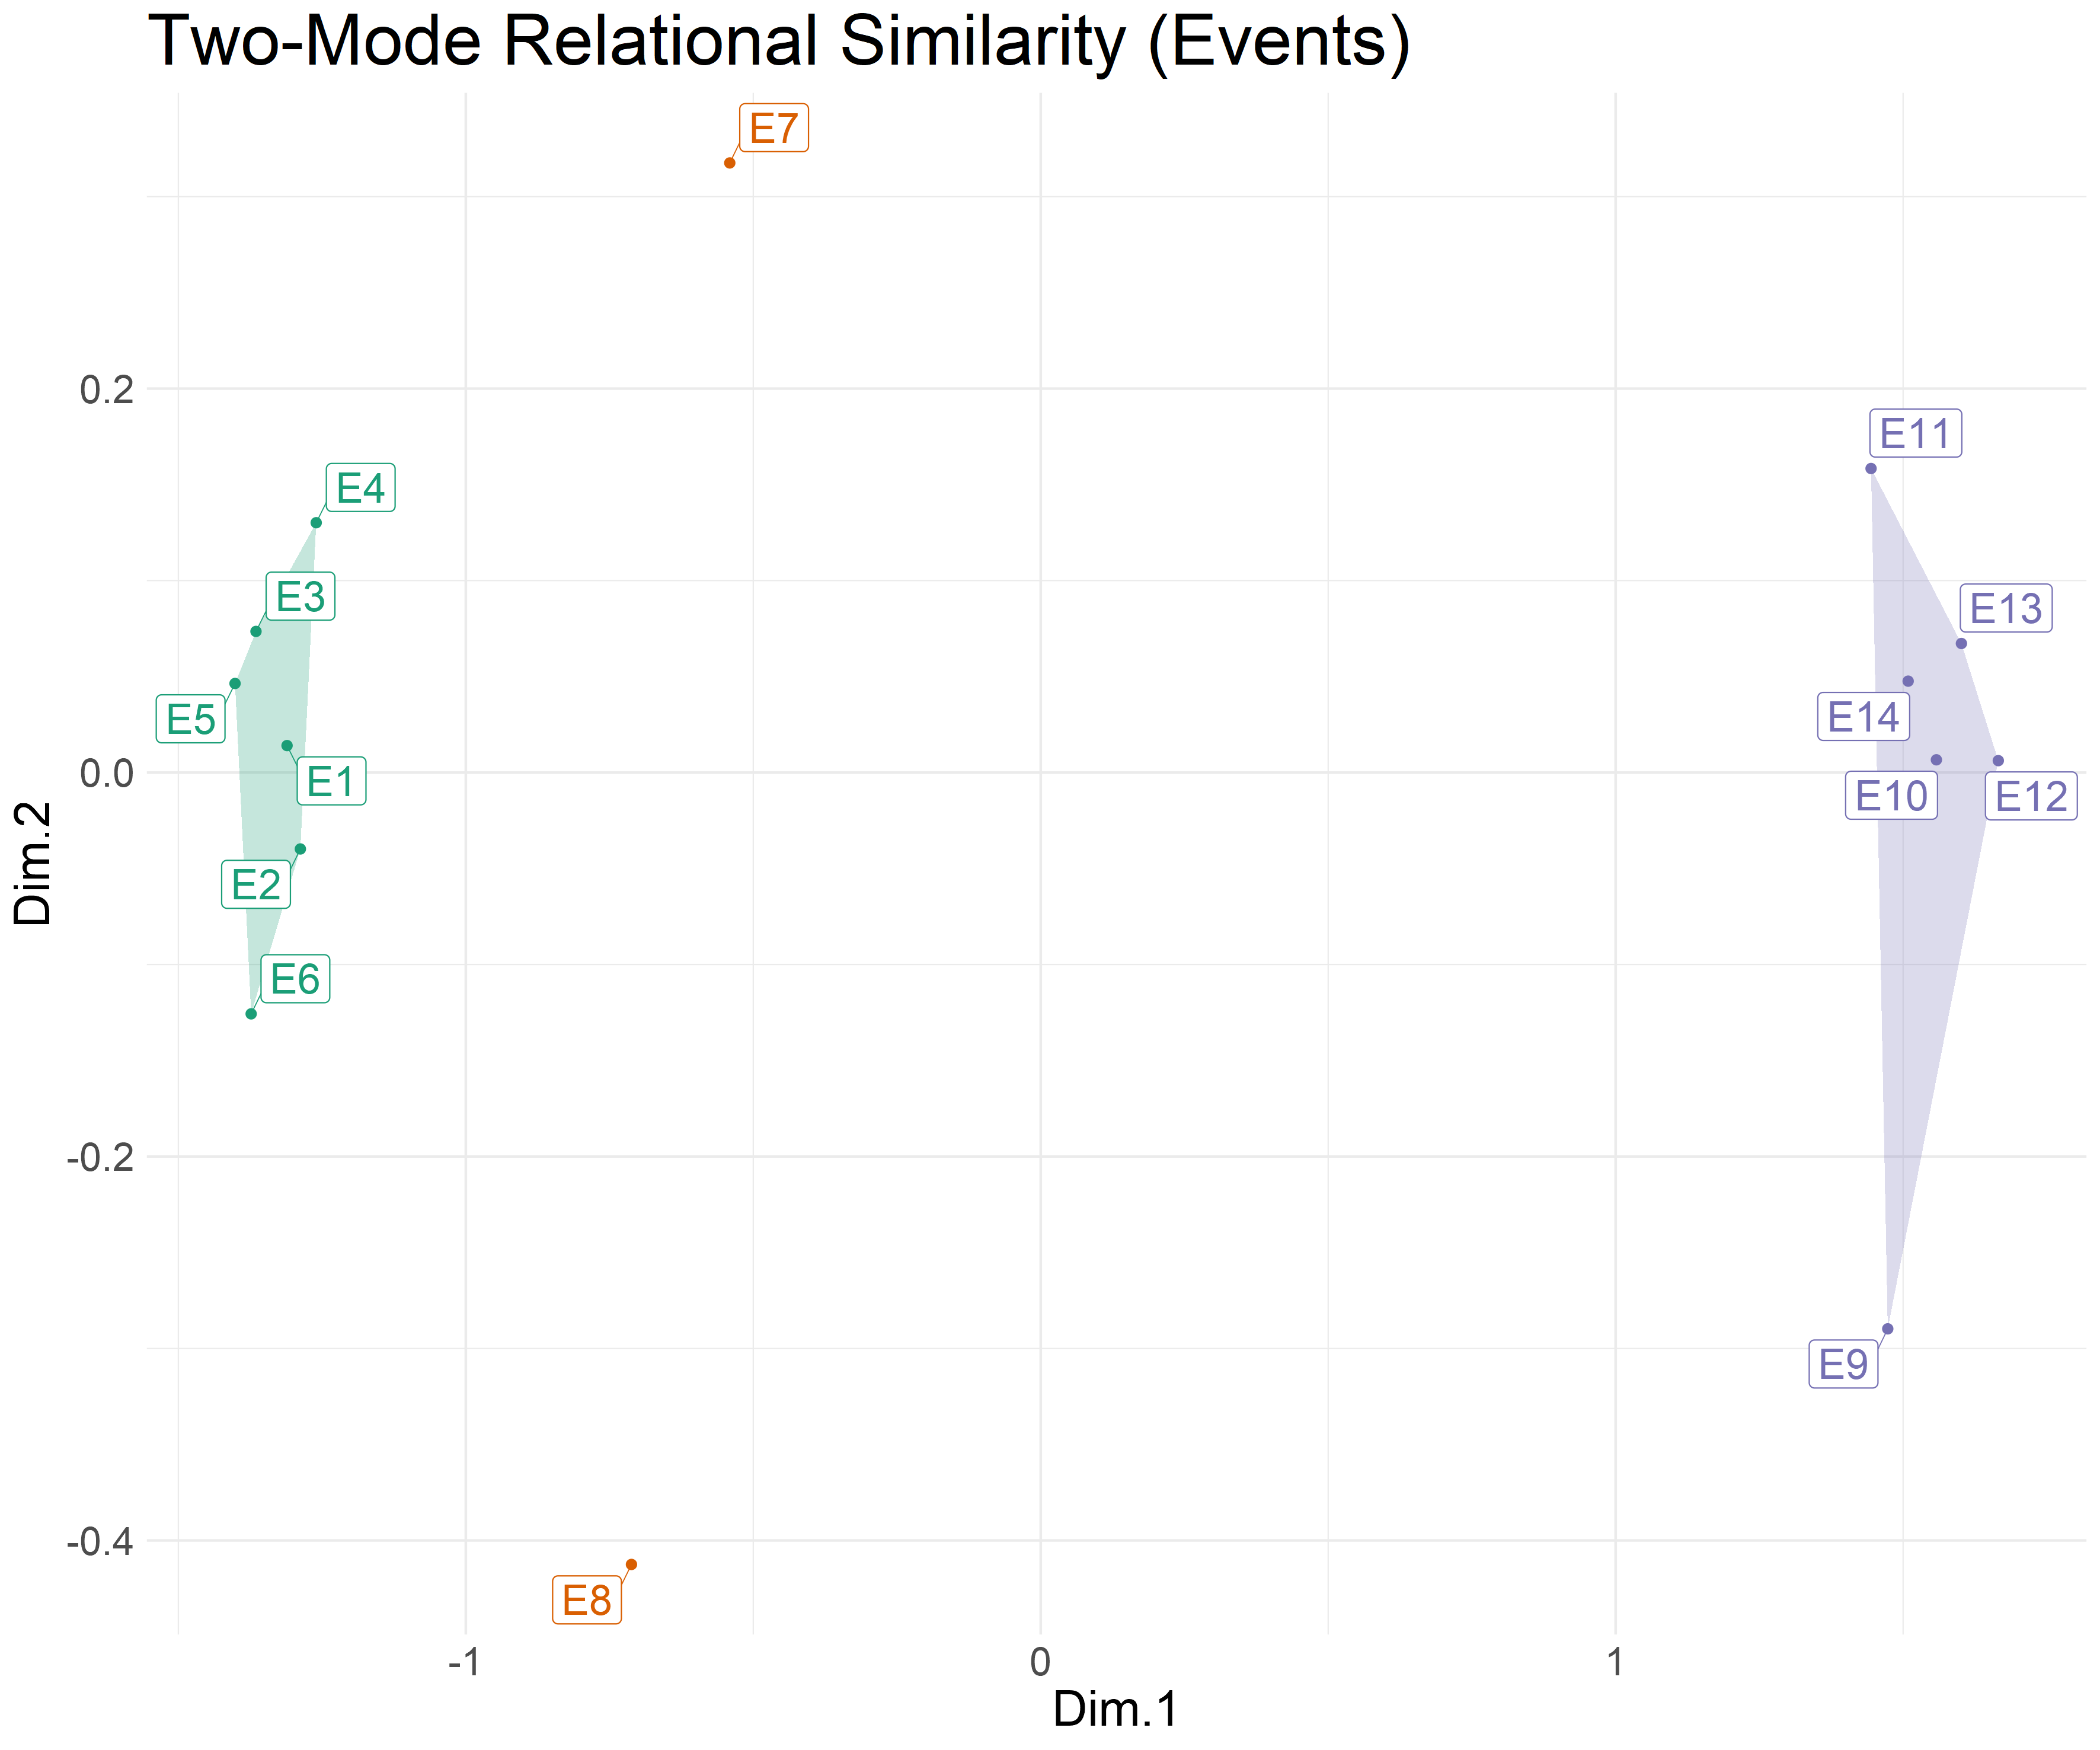 Two-Mode Relational Similarity (Events)
E7
0.2
E11
E4
E3
E13
E5
E14
0.0
E1
E10
E12
Dim.2
E2
E6
-0.2
E9
-0.4
E8
-1
0
1
Dim.1